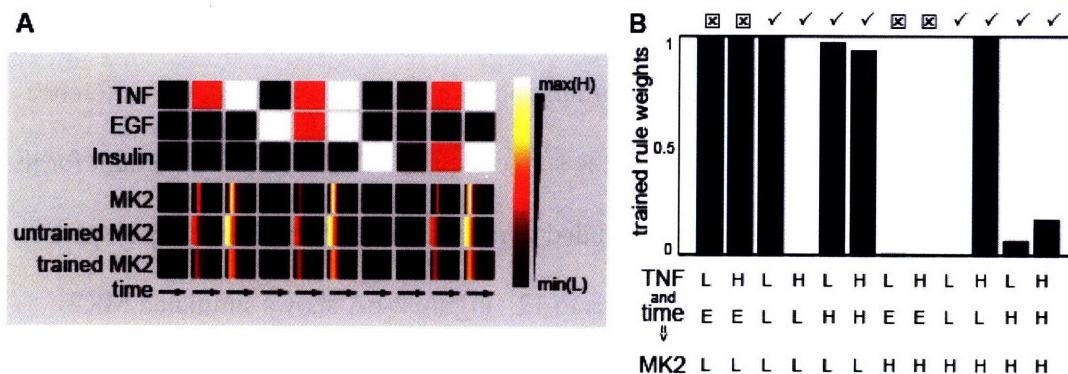 A
TNF
EGF
Insulin
MK2
untrained MK2
trained MK2
time
max(H)
min(L)
B
☒ ☒ ✓ ✓ ✓ ✓ ☒ ☒ ✓ ✓ ✓ ✓
trained rule weights
1
0.5
0
TNF L H L H L H L H L H L H
and
time E E L L H H E E L L H H
⇓
MK2 L L L L L L H H H H H H